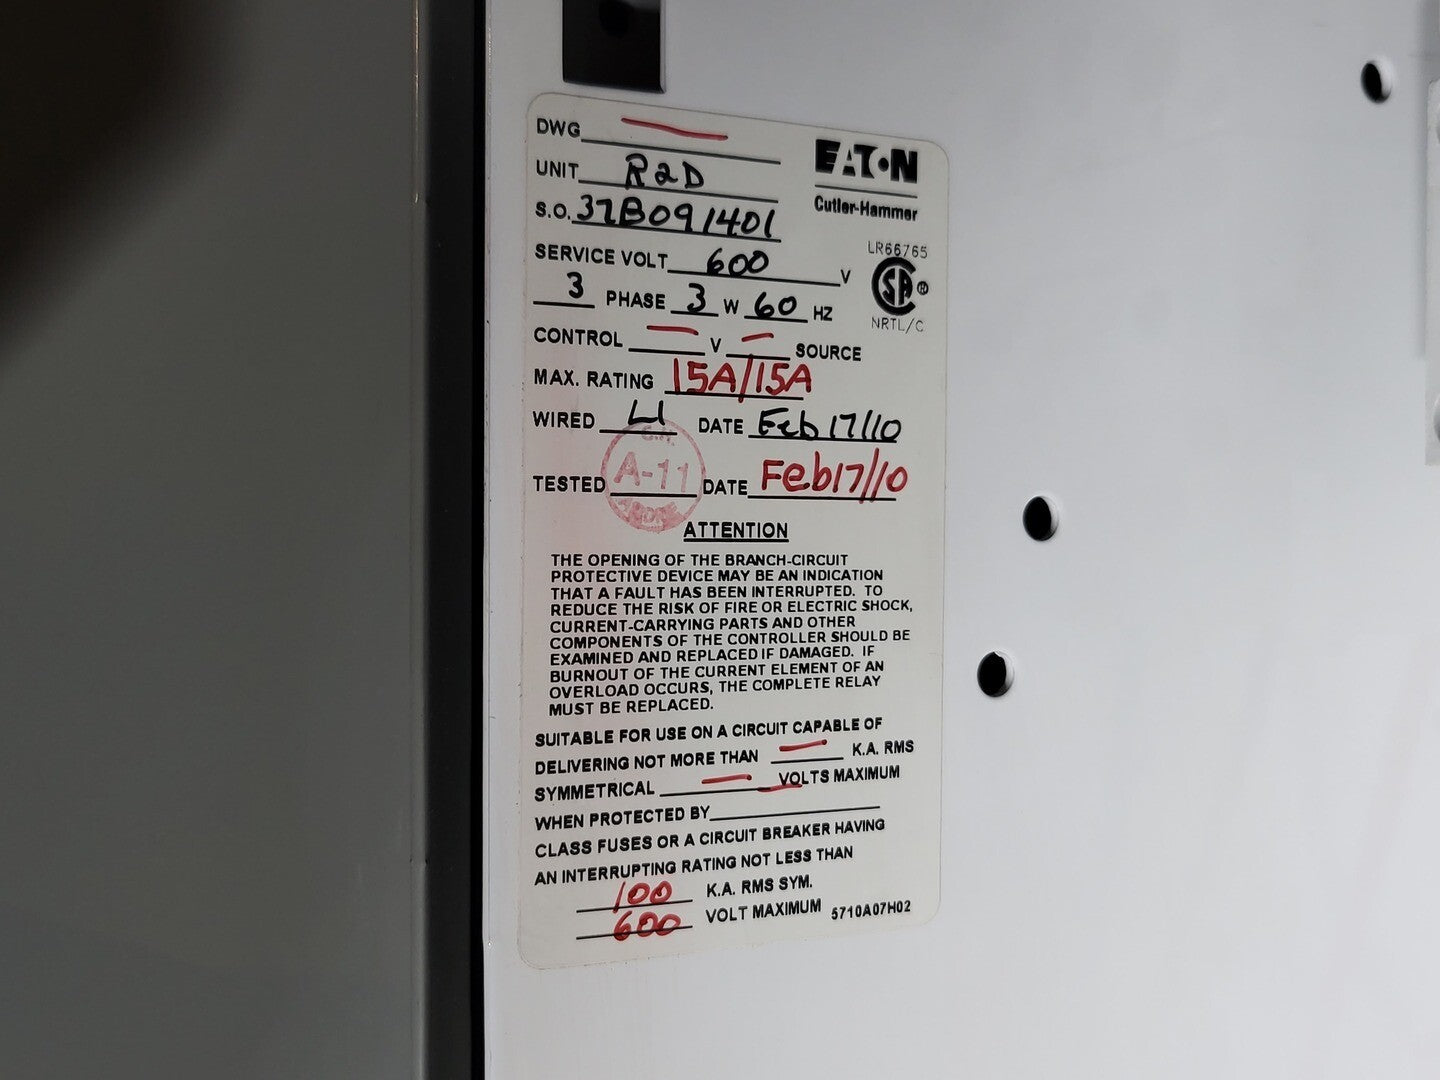 DWG
UNIT R2D
S.O. 37B091401
EATON
Cutler-Hammer
LR66765
SERVICE VOLT 600 V
3 PHASE 3 W 60 HZ
CSA ®
NRTL/C
CONTROL — V — SOURCE
MAX. RATING 15A/15A
WIRED LI DATE Feb 17/10
TESTED A-11 DATE Feb17/10
ATTENTION
THE OPENING OF THE BRANCH-CIRCUIT
PROTECTIVE DEVICE MAY BE AN INDICATION
THAT A FAULT HAS BEEN INTERRUPTED. TO
REDUCE THE RISK OF FIRE OR ELECTRIC SHOCK,
CURRENT-CARRYING PARTS AND OTHER
COMPONENTS OF THE CONTROLLER SHOULD BE
EXAMINED AND REPLACED IF DAMAGED. IF
BURNOUT OF THE CURRENT ELEMENT OF AN
OVERLOAD OCCURS, THE COMPLETE RELAY
MUST BE REPLACED.
SUITABLE FOR USE ON A CIRCUIT CAPABLE OF
DELIVERING NOT MORE THAN — K.A. RMS
SYMMETRICAL — VOLTS MAXIMUM
WHEN PROTECTED BY
CLASS FUSES OR A CIRCUIT BREAKER HAVING
AN INTERRUPTING RATING NOT LESS THAN
100 K.A. RMS SYM.
600 VOLT MAXIMUM 5710A07H02